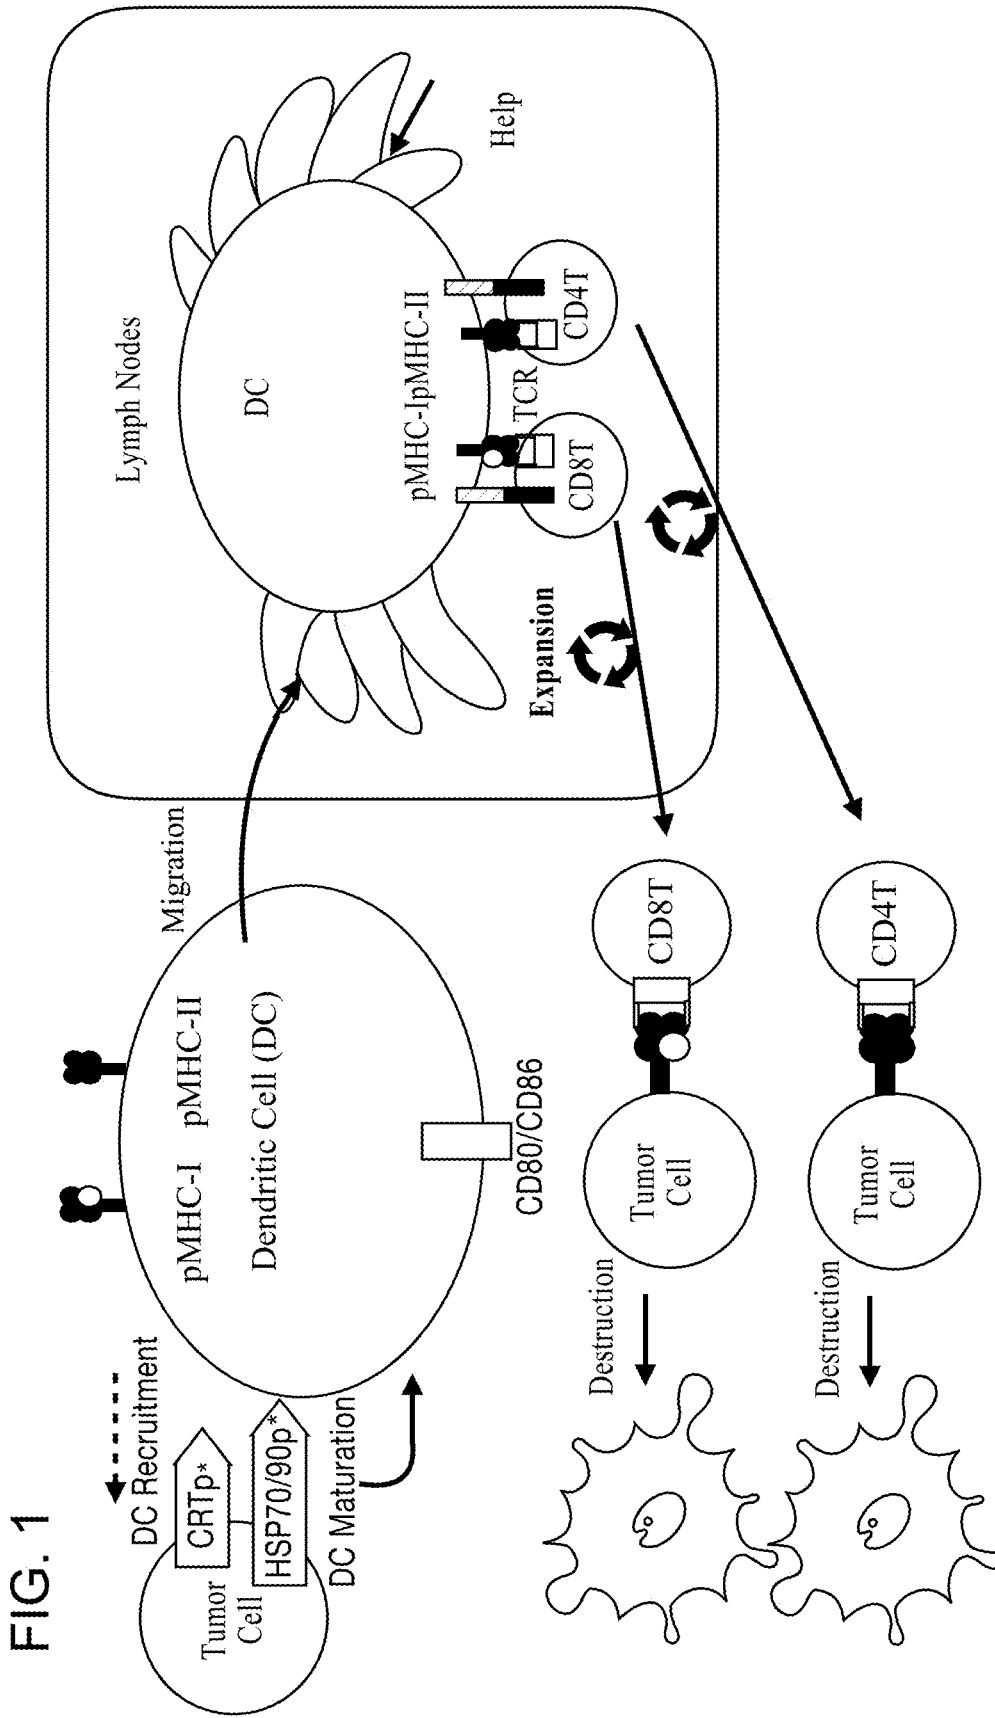 FIG. 1
DC Recruitment
CRTp*
HSP70/90p*
Tumor
Cell
DC Maturation
pMHC-I
pMHC-II
Dendritic Cell (DC)
CD80/CD86
Migration
Lymph Nodes
DC
pMHC-IpMHC-II
TCR
CD8T
CD4T
Help
Expansion
Destruction
Tumor
Cell
CD8T
Destruction
Tumor
Cell
CD4T